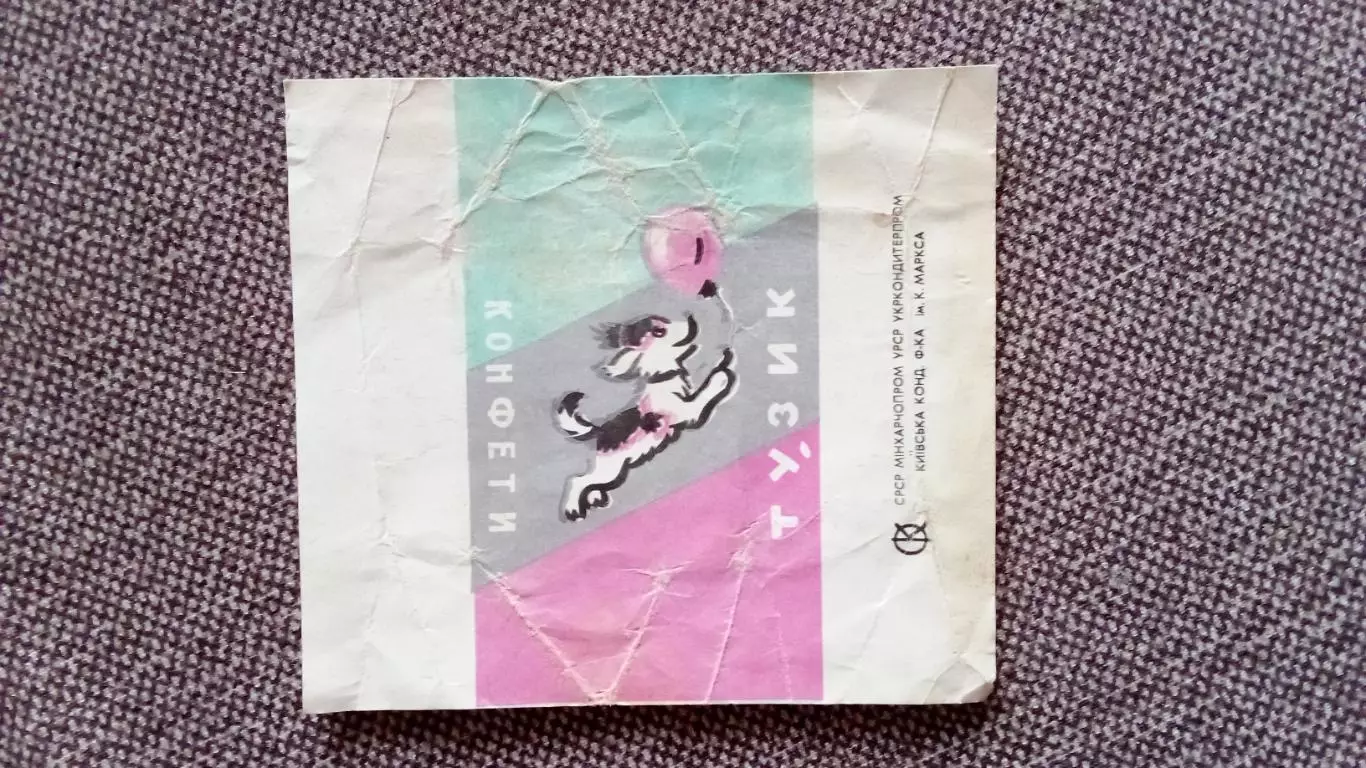 КОНФЕТИ
ТУЗИК
СРСР МІНХАРЧОПРОМ УРСР УКРКОНДИТЕРПРОМ
КИЇВСЬКА КОНД. Ф-КА ім. К. МАРКСА